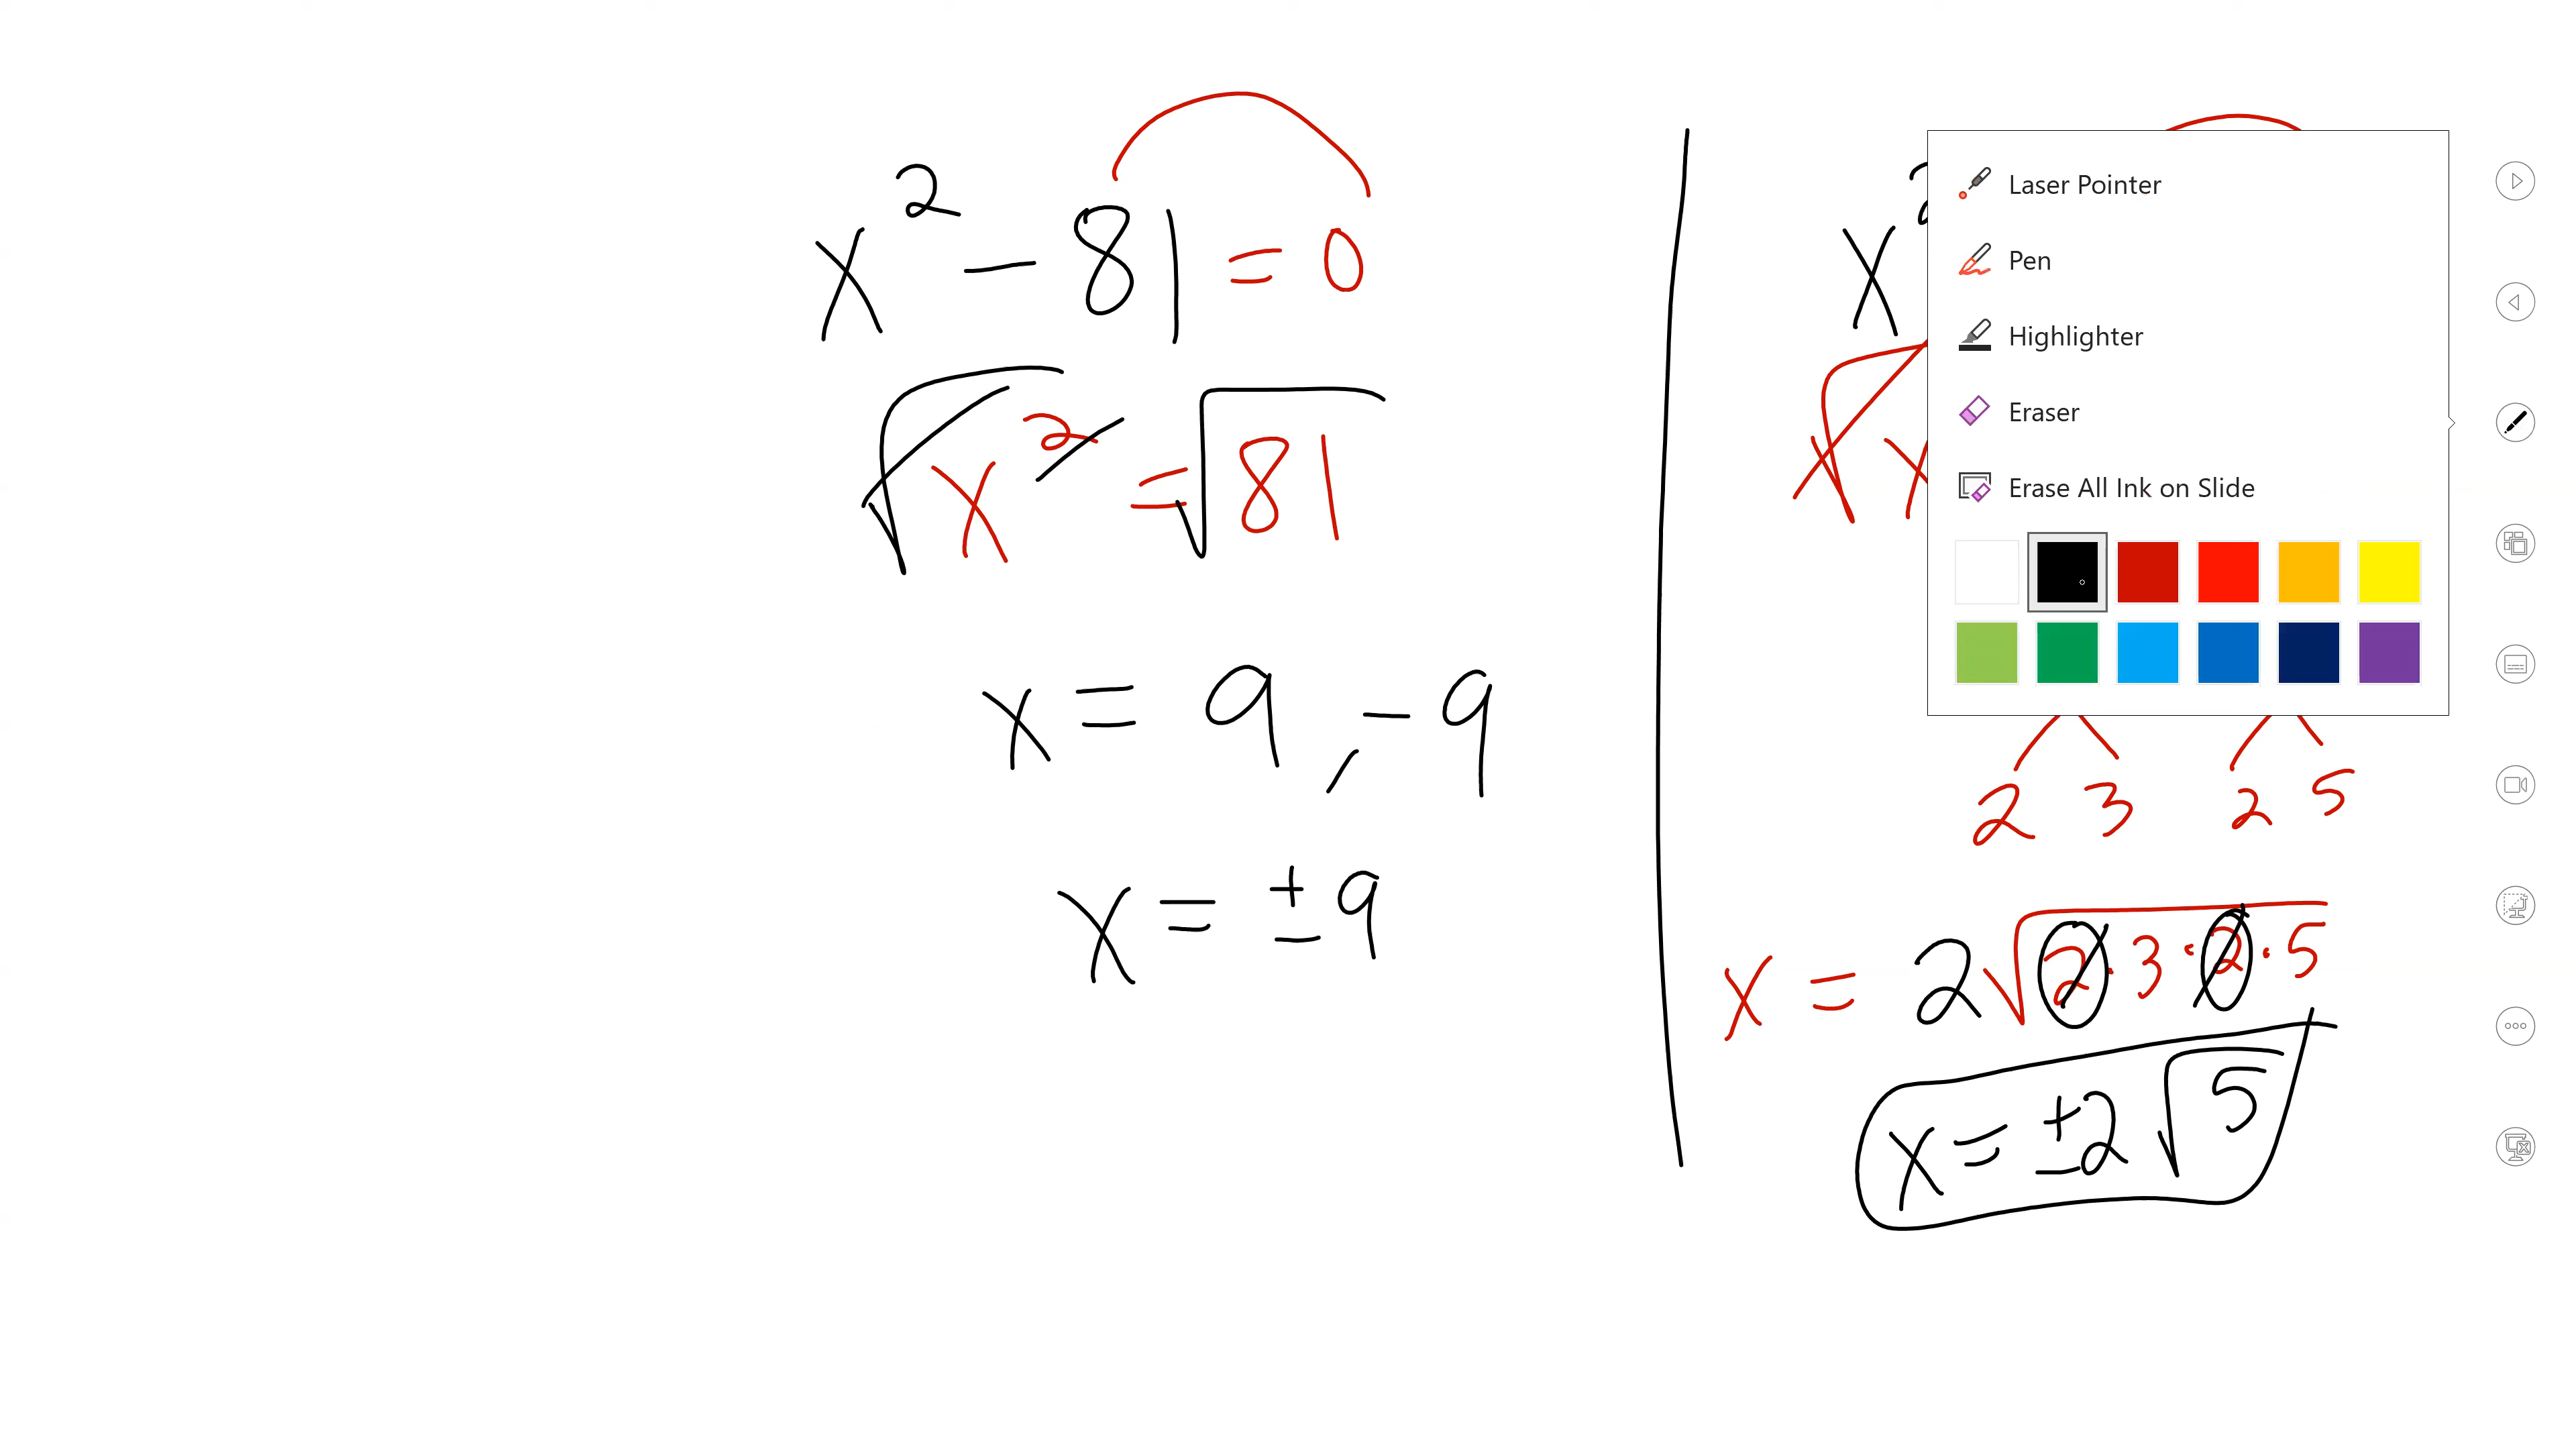 x² - 81 = 0
√x² = √81
x = 9, -9
x = ±9
x²
x
2 3 2 5
x = 2√2·3·2·5
x = ±2√5
Laser Pointer
Pen
Highlighter
Eraser
Erase All Ink on Slide